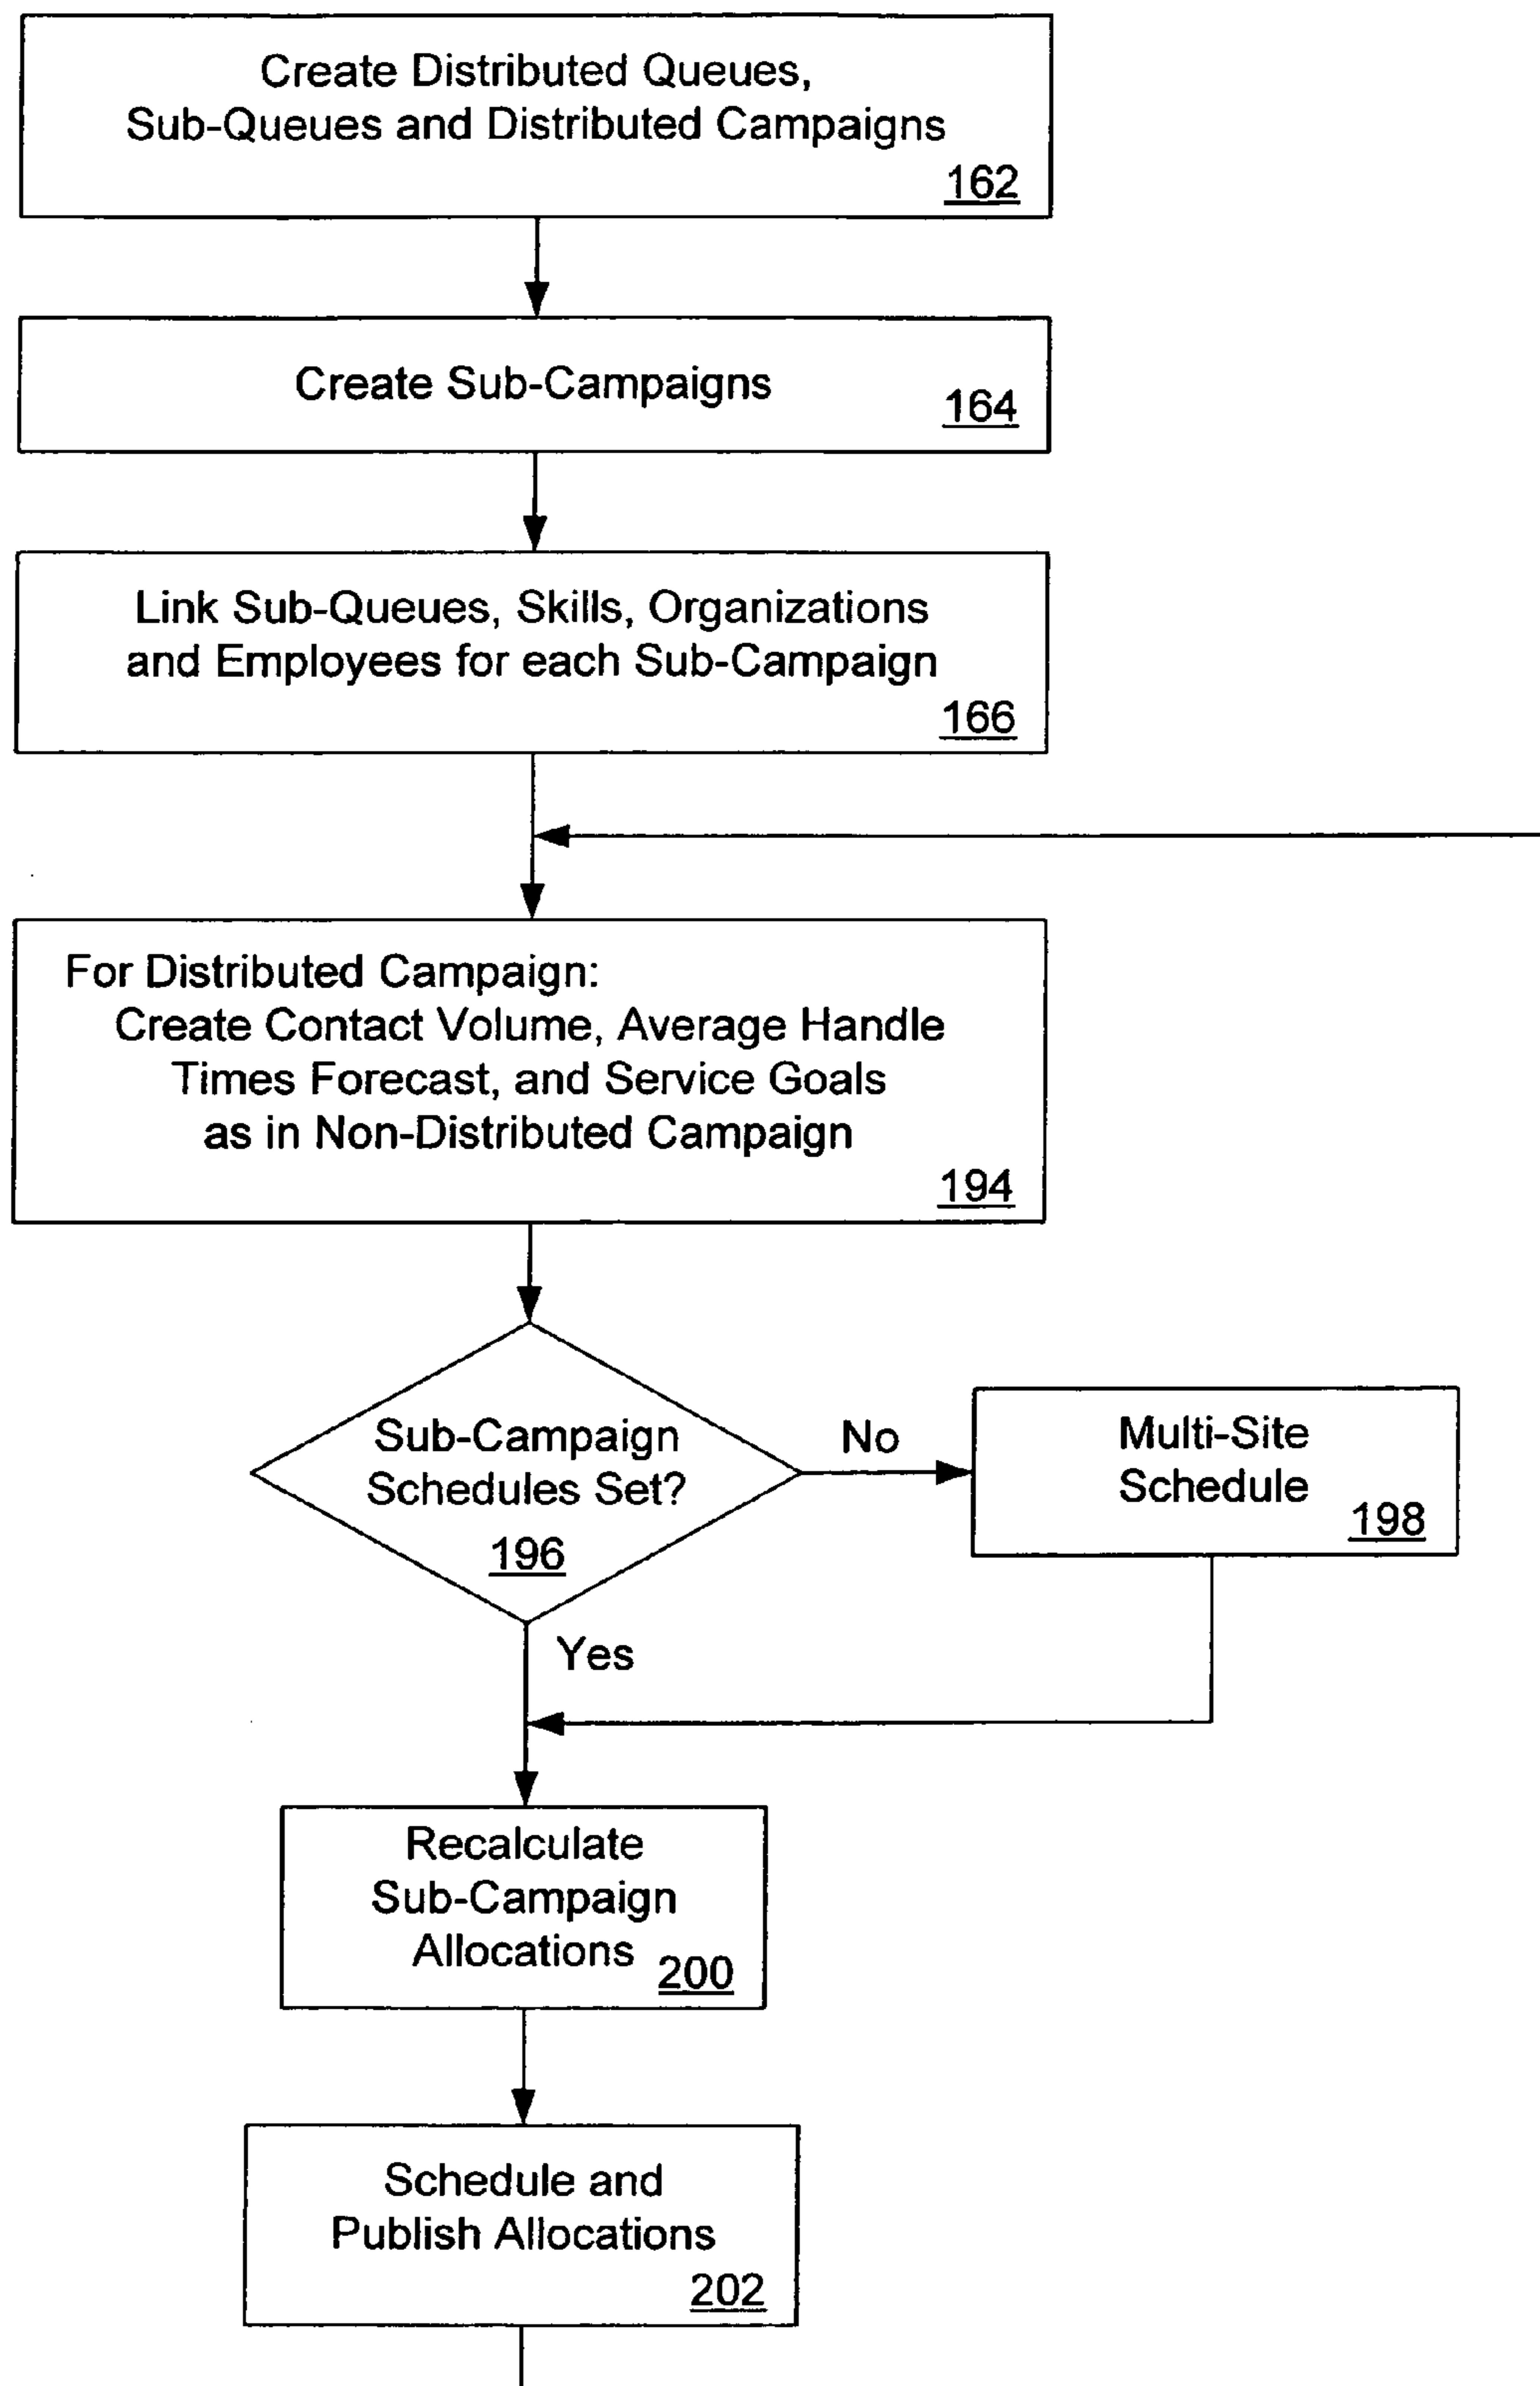 Create Distributed Queues,
Sub-Queues and Distributed Campaigns
162
Create Sub-Campaigns
164
Link Sub-Queues, Skills, Organizations
and Employees for each Sub-Campaign
166
For Distributed Campaign:
Create Contact Volume, Average Handle
Times Forecast, and Service Goals
as in Non-Distributed Campaign
194
Sub-Campaign
Schedules Set?
196
No
Multi-Site
Schedule
198
Yes
Recalculate
Sub-Campaign
Allocations
200
Schedule and
Publish Allocations
202